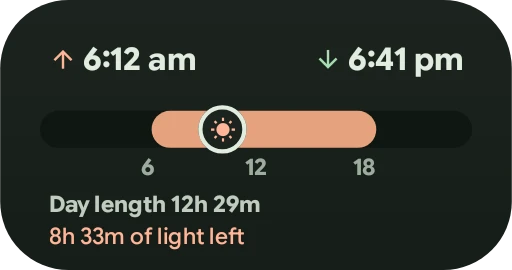 ↑ 6:12 am ↓ 6:41 pm
6 12 18
Day length 12h 29m
8h 33m of light left